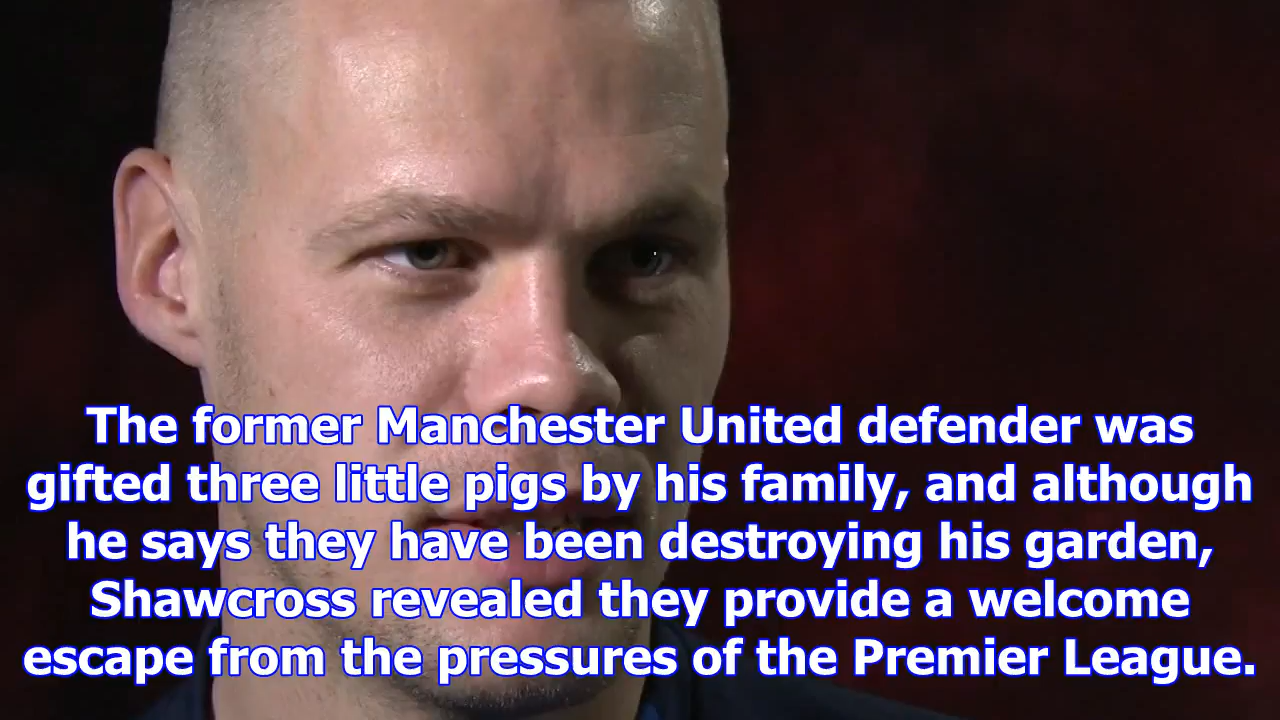 The former Manchester United defender was
gifted three little pigs by his family, and although
he says they have been destroying his garden,
Shawcross revealed they provide a welcome
escape from the pressures of the Premier League.